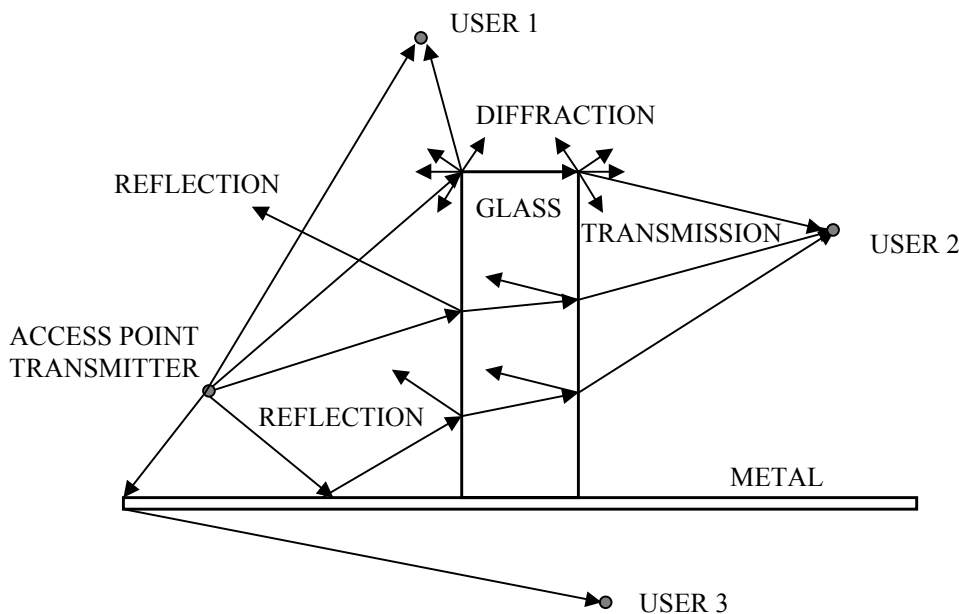 USER 1
DIFFRACTION
REFLECTION
GLASS
TRANSMISSION
USER 2
ACCESS POINT
TRANSMITTER
REFLECTION
METAL
USER 3